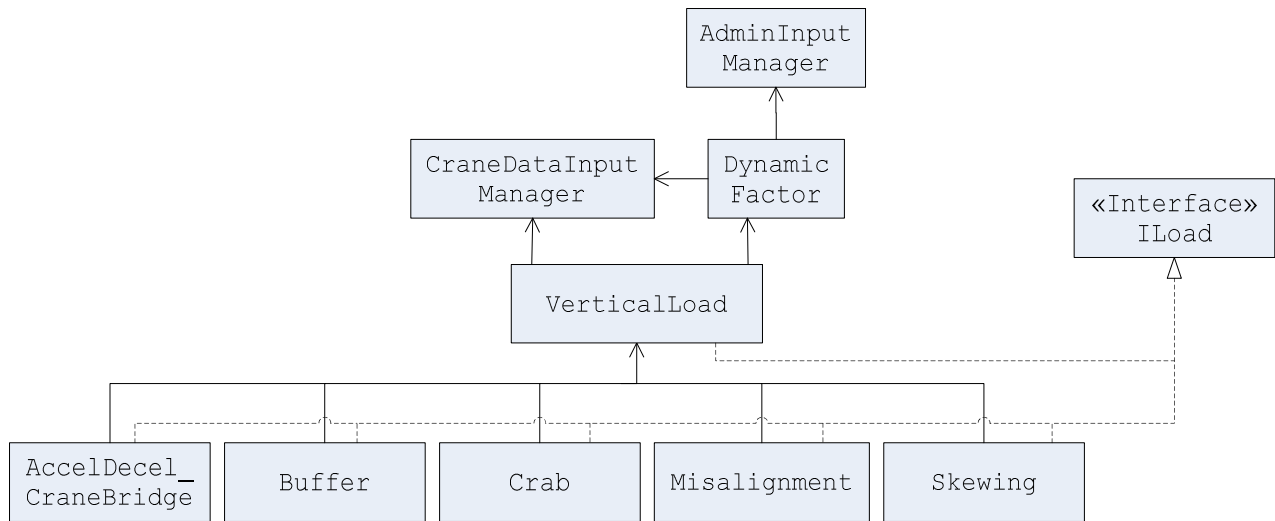 AdminInput
Manager
CraneDataInput
Manager
Dynamic
Factor
«Interface»
ILoad
VerticalLoad
AccelDecel_
CraneBridge
Buffer
Crab
Misalignment
Skewing